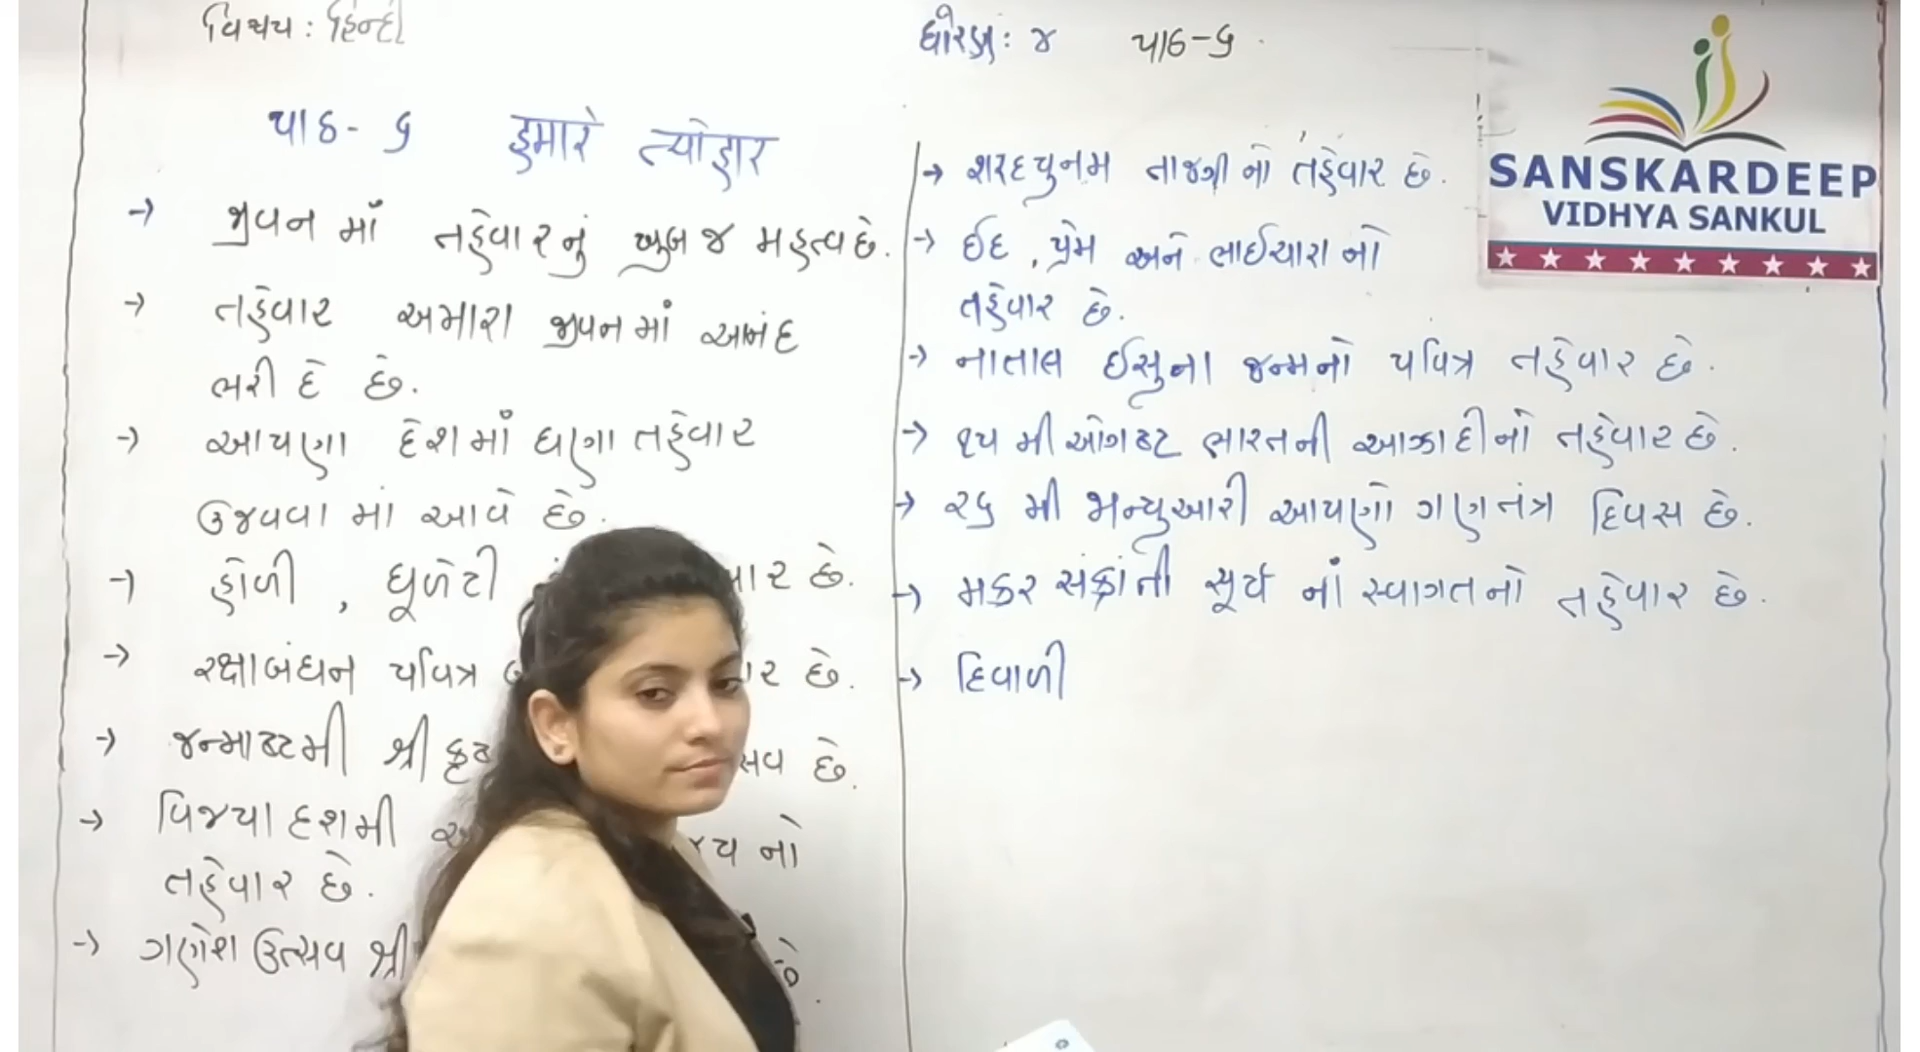 વિષય : હિન્દી
ધોરણ : ૪ પાઠ-૬
પાઠ- ૬ हमारे त्योहार
→ જીવન માઁ તહેવારનું ખુબ જ મહત્વ છે.
→ તહેવાર અમારા જીવન માં આનંદ
ભરી દે છે.
→ આપણા દેશ માઁ ઘણા તહેવાર
ઉજવવા માં આવે છે.
→ હોળી , ધૂળેટી છે.
→ રક્ષાબંધન પવિત્ર છે.
→ જન્માષ્ટમી શ્રી છે.
→ વિજયા દશમી નો
તહેવાર છે.
→ ગણેશ ઉત્સવ શ્રી
→ શરદપુનમ તાજગી નો તહેવાર છે.
→ ઈદ , પ્રેમ અને ભાઈચારા નો
તહેવાર છે.
→ નાતાલ ઈસુના જન્મનો પવિત્ર તહેવાર છે.
→ ૧૫ મી ઓગષ્ટ ભારતની આઝાદીનો તહેવાર છે.
→ ૨૬ મી જાન્યુઆરી આપણો ગણતંત્ર દિવસ છે.
→ મકર સંક્રાંતી સૂર્ય નાઁ સ્વાગતનો તહેવાર છે.
→ દિવાળી
SANSKARDEEP
VIDHYA SANKUL